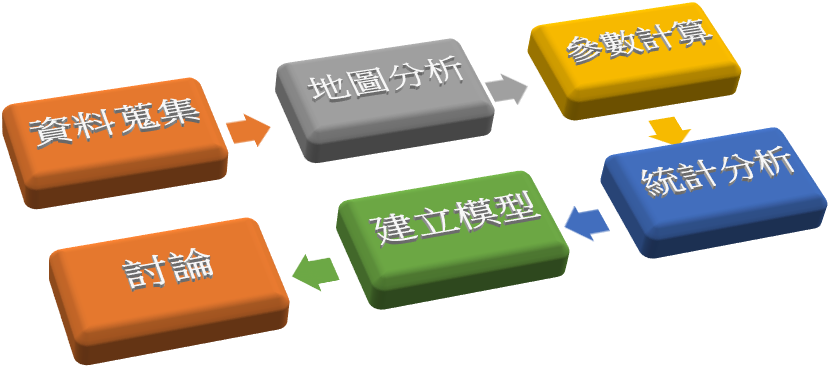 資料蒐集
地圖分析
參數計算
統計分析
建立模型
討論